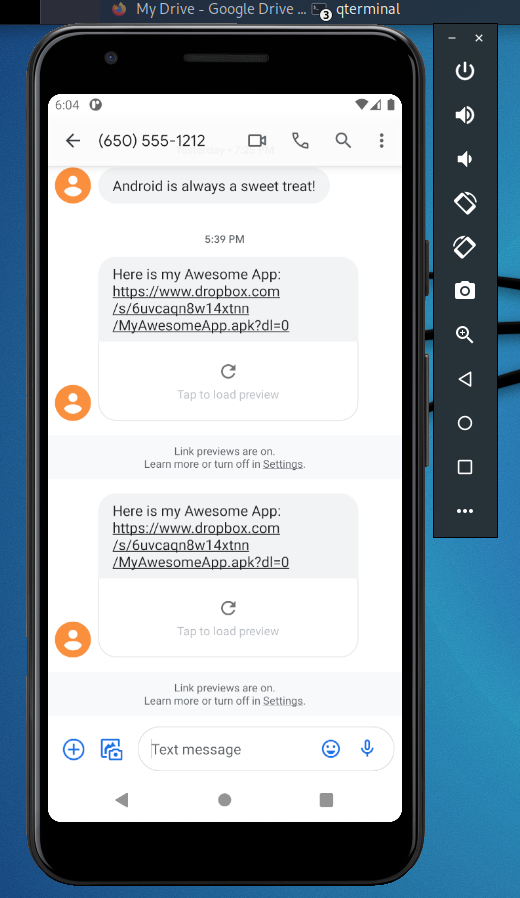 My Drive - Google Drive ...
3
qterminal
6:04
(650) 555-1212
Android is always a sweet treat!
5:39 PM
Here is my Awesome App:
https://www.dropbox.com
/s/6uvcaqn8w14xtnn
/MyAwesomeApp.apk?dl=0
Tap to load preview
Link previews are on.
Learn more or turn off in Settings.
Here is my Awesome App:
https://www.dropbox.com
/s/6uvcaqn8w14xtnn
/MyAwesomeApp.apk?dl=0
Tap to load preview
Link previews are on.
Learn more or turn off in Settings.
Text message